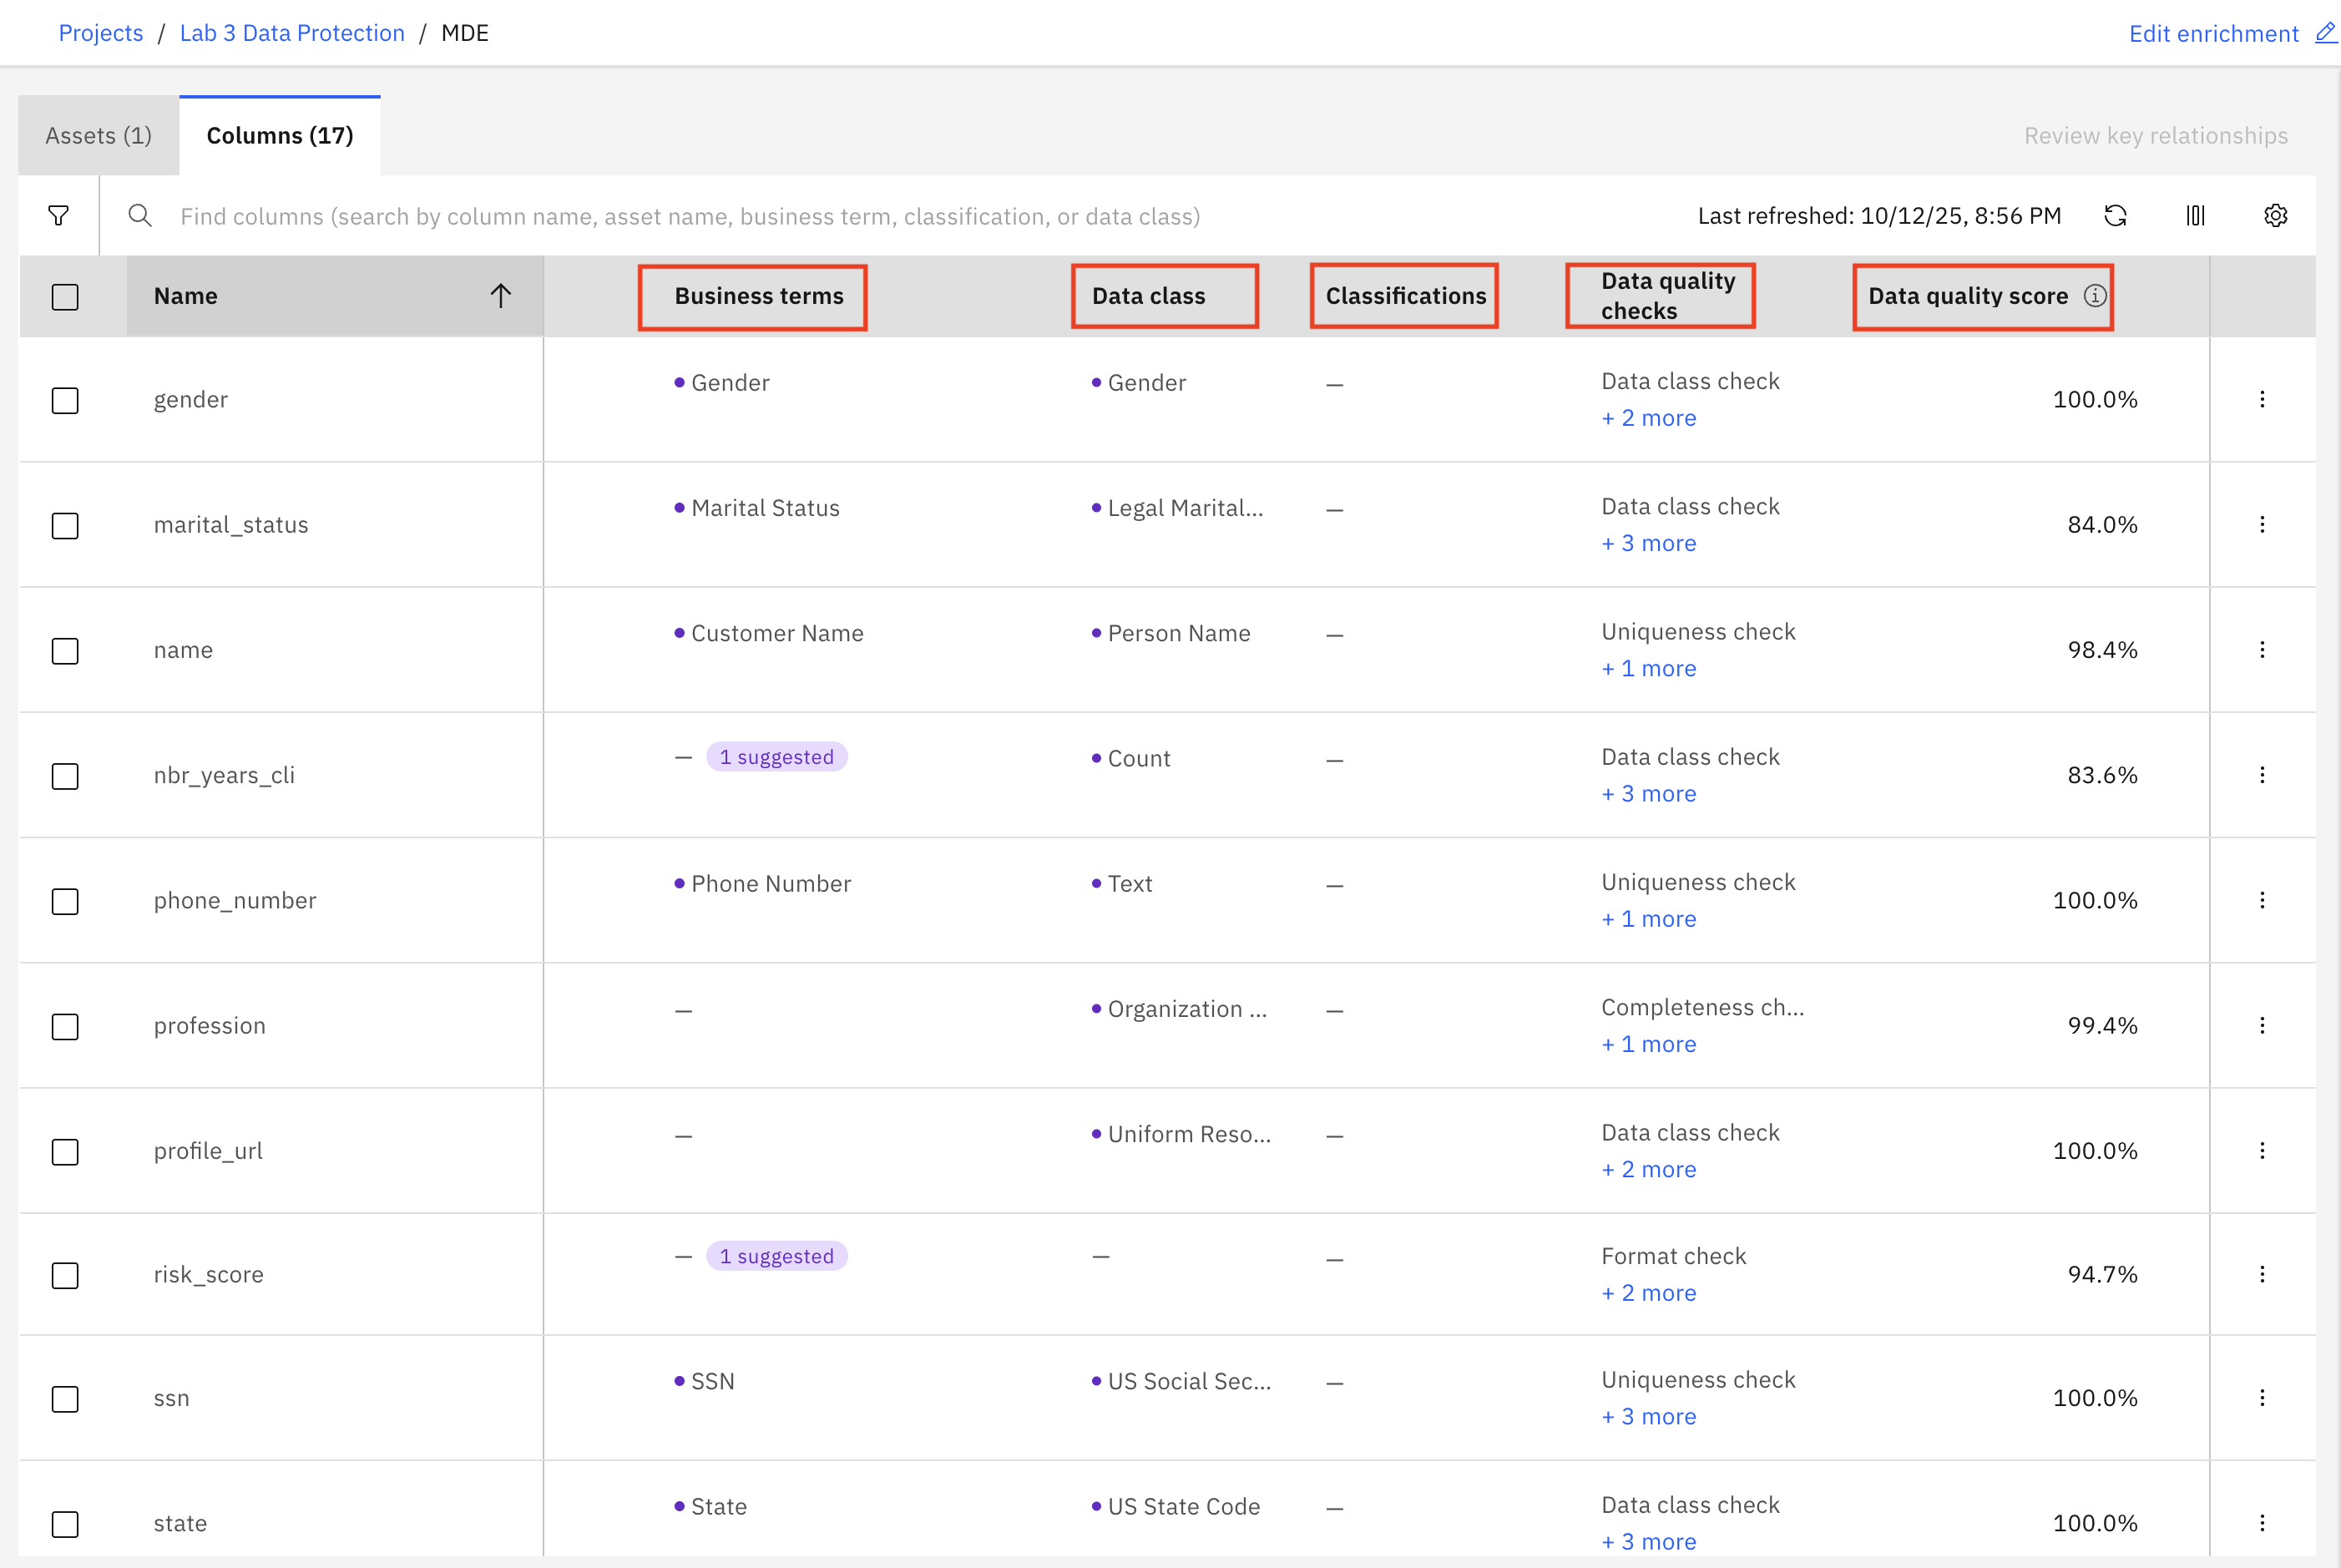 Projects / Lab 3 Data Protection / MDE
Edit enrichment
Assets (1)
Columns (17)
Review key relationships
Find columns (search by column name, asset name, business term, classification, or data class)
Last refreshed: 10/12/25, 8:56 PM
Name
Business terms
Data class
Classifications
Data quality
checks
Data quality score
gender
Gender
Gender
—
Data class check
+ 2 more
100.0%
marital_status
Marital Status
Legal Marital...
—
Data class check
+ 3 more
84.0%
name
Customer Name
Person Name
—
Uniqueness check
+ 1 more
98.4%
nbr_years_cli
— 1 suggested
Count
—
Data class check
+ 3 more
83.6%
phone_number
Phone Number
Text
—
Uniqueness check
+ 1 more
100.0%
profession
—
Organization ...
—
Completeness ch...
+ 1 more
99.4%
profile_url
—
Uniform Reso...
—
Data class check
+ 2 more
100.0%
risk_score
— 1 suggested
—
—
Format check
+ 2 more
94.7%
ssn
SSN
US Social Sec...
—
Uniqueness check
+ 3 more
100.0%
state
State
US State Code
—
Data class check
+ 3 more
100.0%